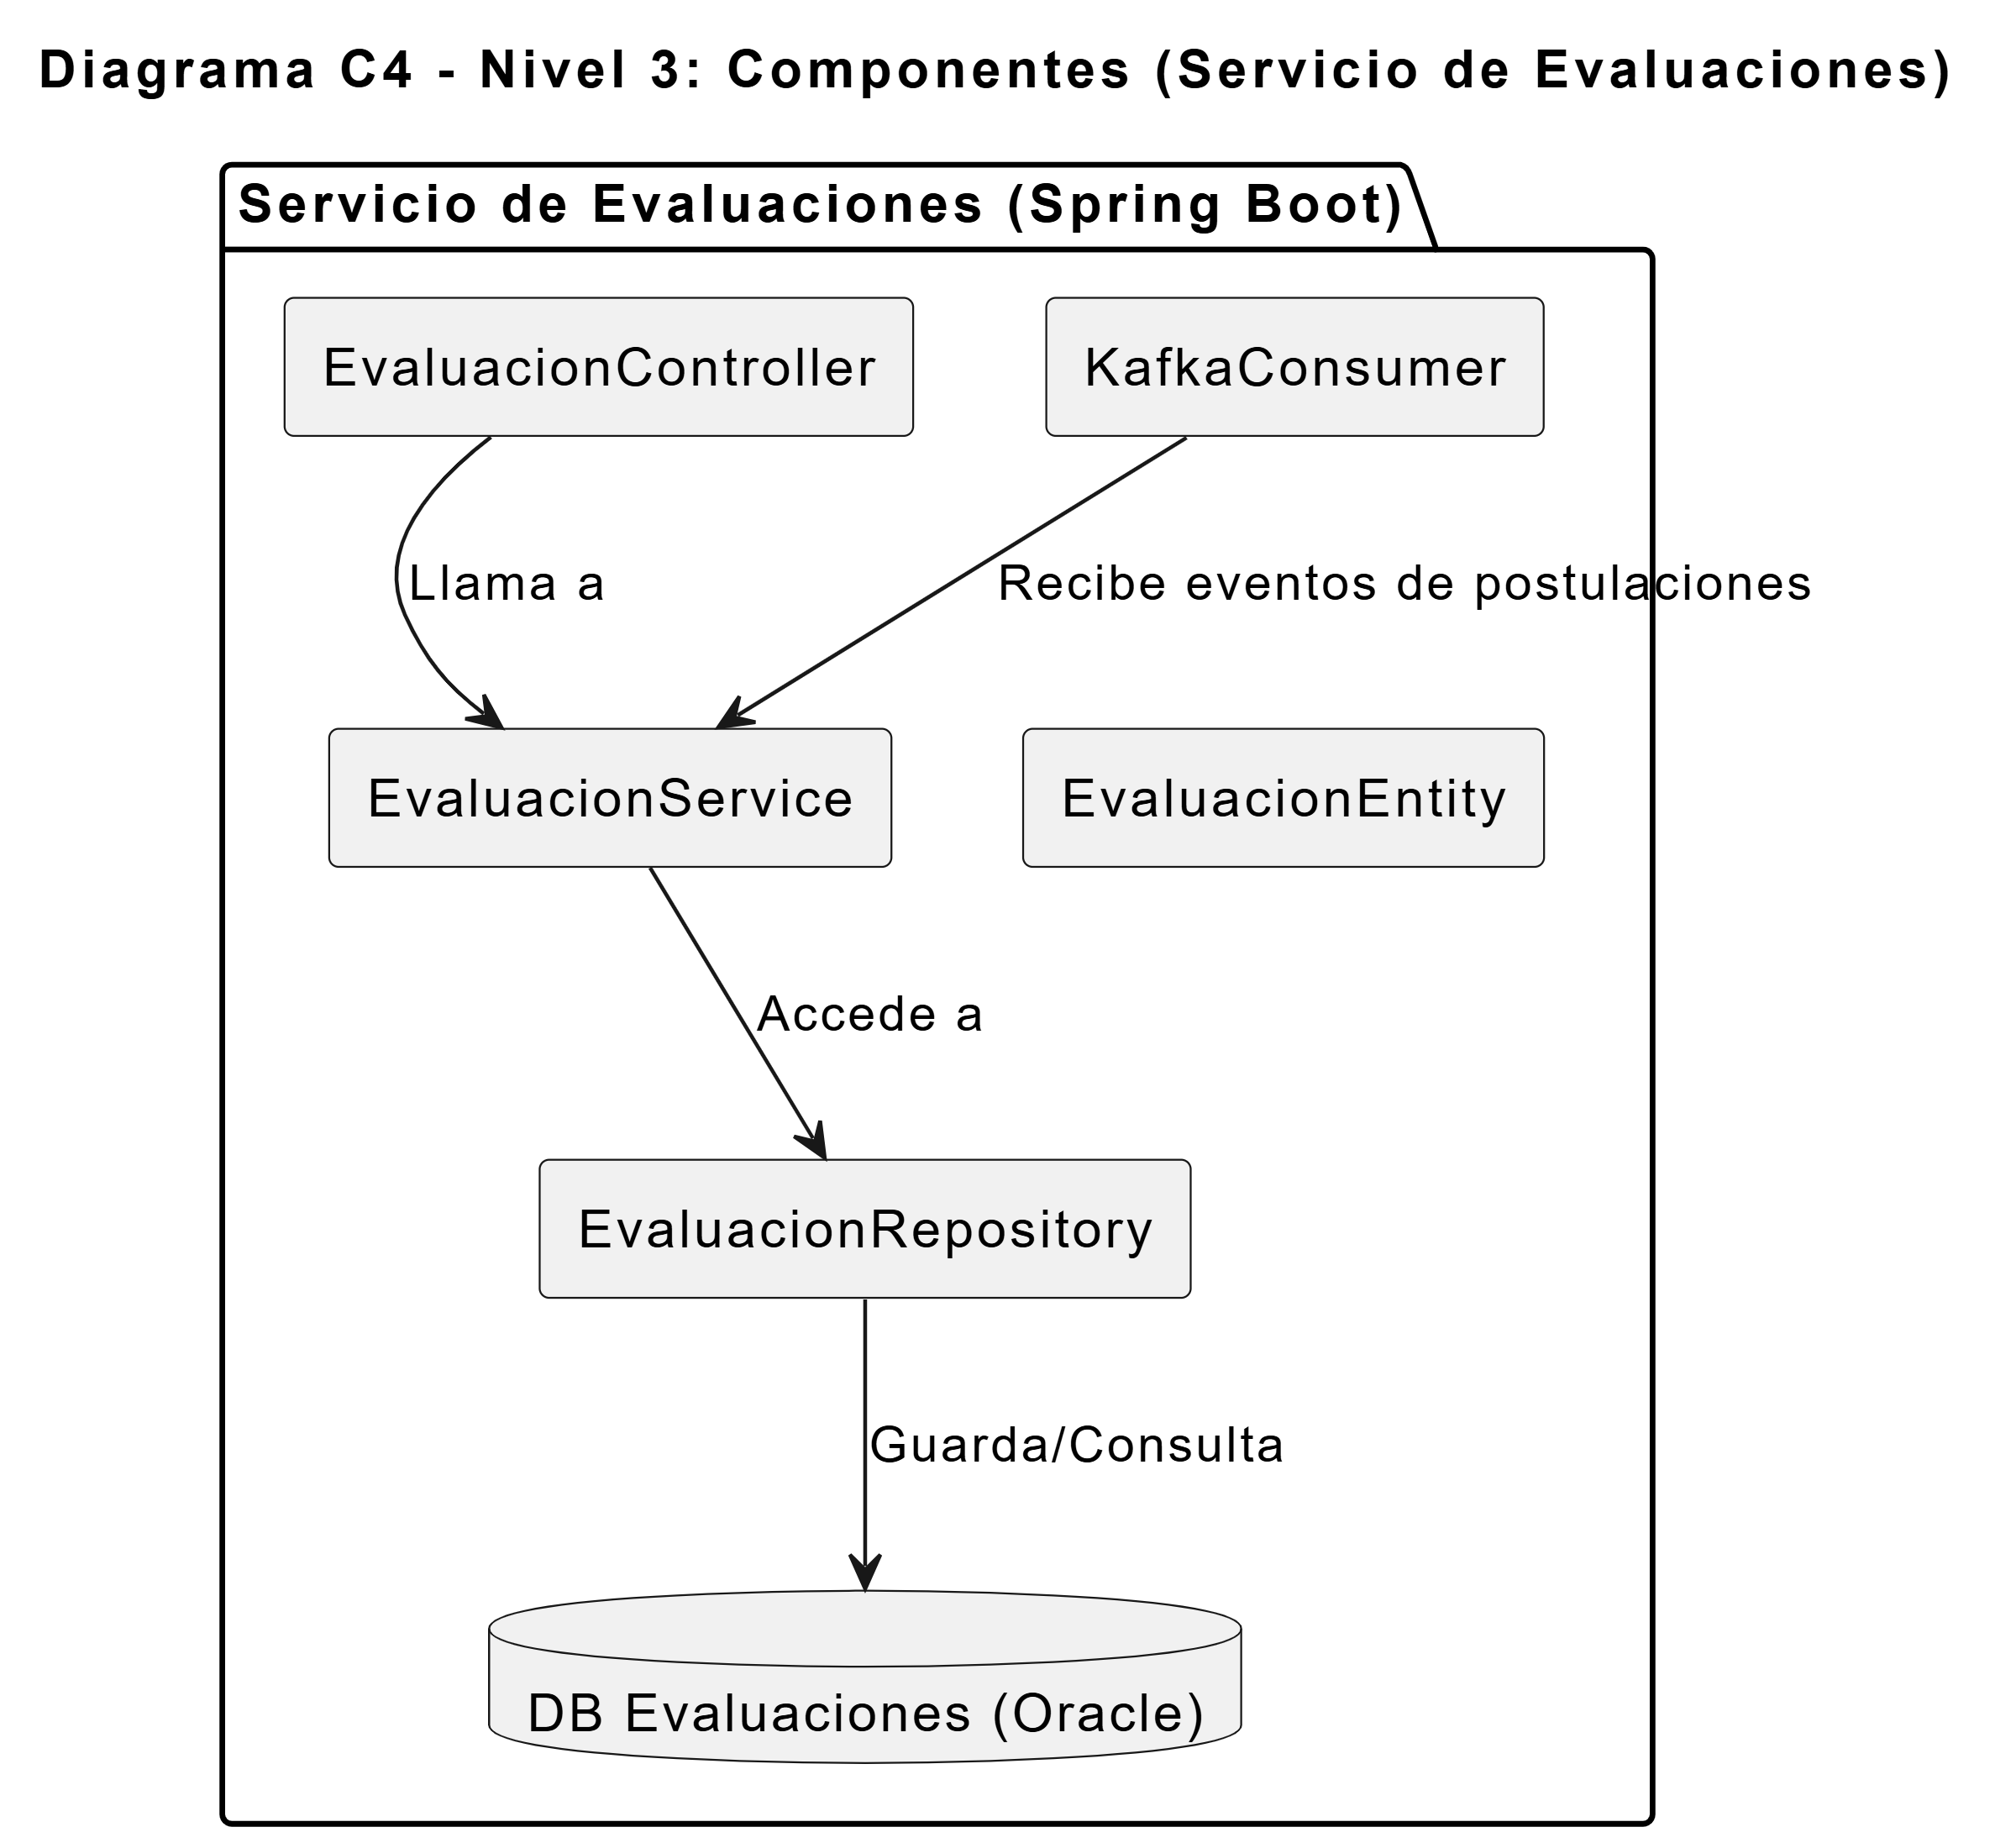 Diagrama C4 - Nivel 3: Componentes (Servicio de Evaluaciones)
Servicio de Evaluaciones (Spring Boot)
EvaluacionController
KafkaConsumer
Llama a
Recibe eventos de postulaciones
EvaluacionService
EvaluacionEntity
Accede a
EvaluacionRepository
Guarda/Consulta
DB Evaluaciones (Oracle)